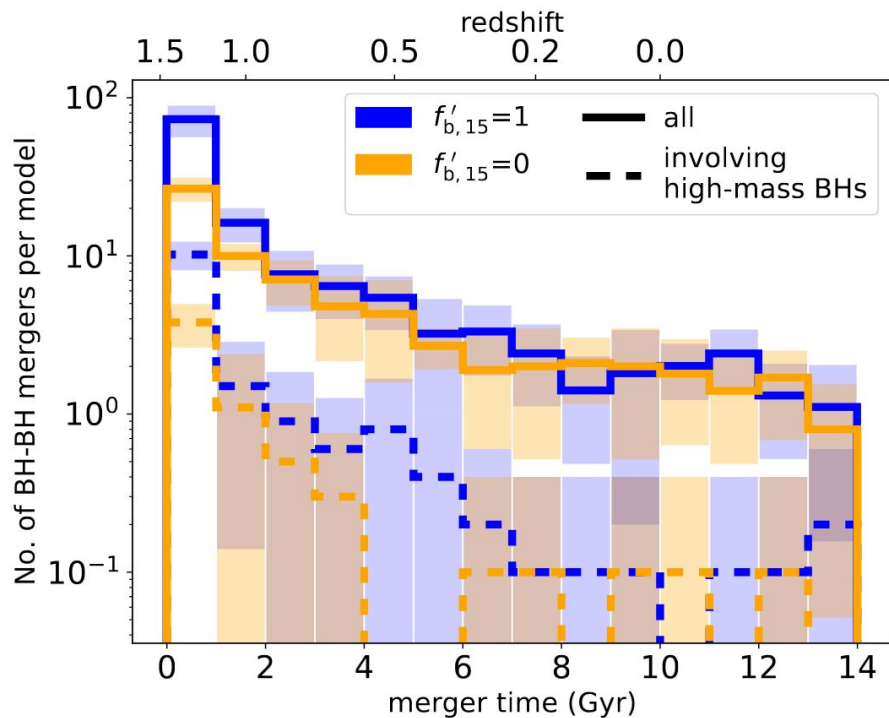 redshift
1.5 1.0 0.5 0.2 0.0
No. of BH-BH mergers per model
10² 10¹ 10⁰ 10⁻¹
f′b, 15=1
f′b, 15=0
all
involving
high-mass BHs
0 2 4 6 8 10 12 14
merger time (Gyr)